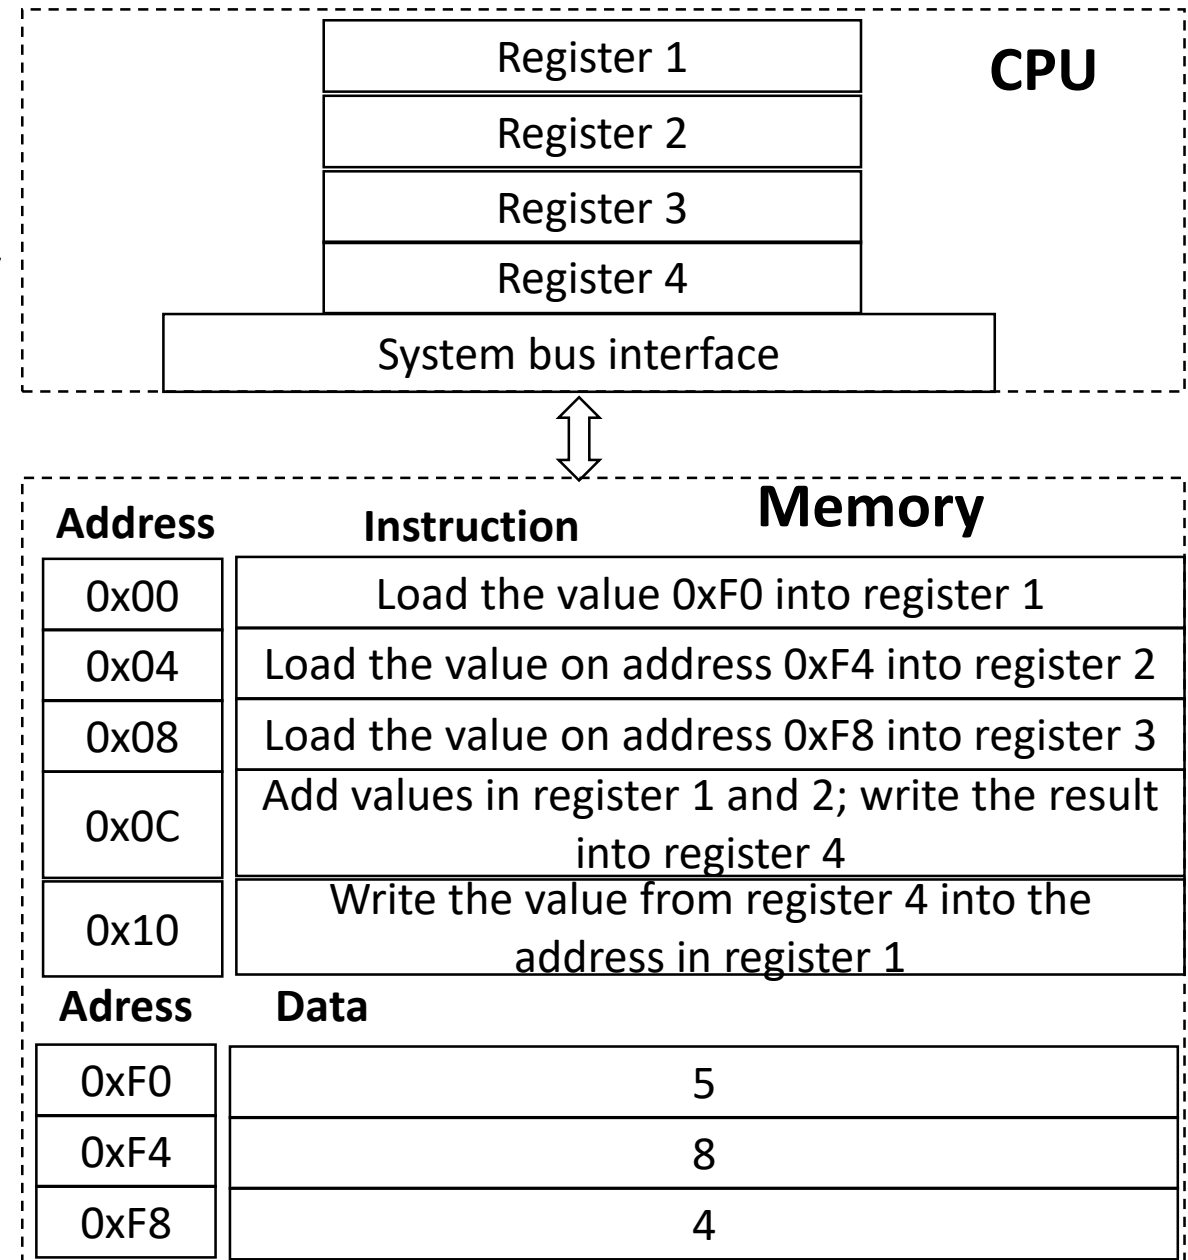 CPU
Register 1
Register 2
Register 3
Register 4
System bus interface
Memory
Address Instruction
0x00 Load the value 0xF0 into register 1
0x04 Load the value on address 0xF4 into register 2
0x08 Load the value on address 0xF8 into register 3
0x0C Add values in register 1 and 2; write the result
into register 4
0x10 Write the value from register 4 into the
address in register 1
Adress Data
0xF0 5
0xF4 8
0xF8 4